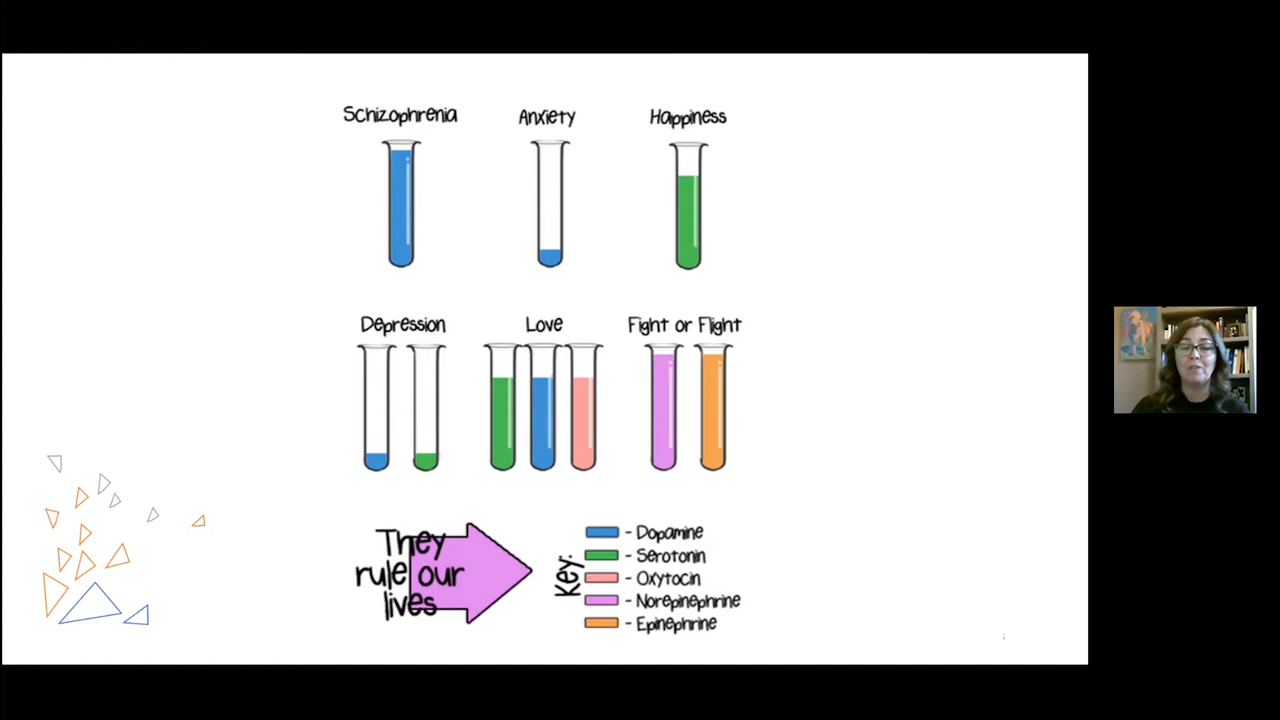 Schizophrenia
Anxiety
Happiness
Depression
Love
Fight or Flight
They
rule our
lives
Key:
- Dopamine
- Serotonin
- Oxytocin
- Norepinephrine
- Epinephrine